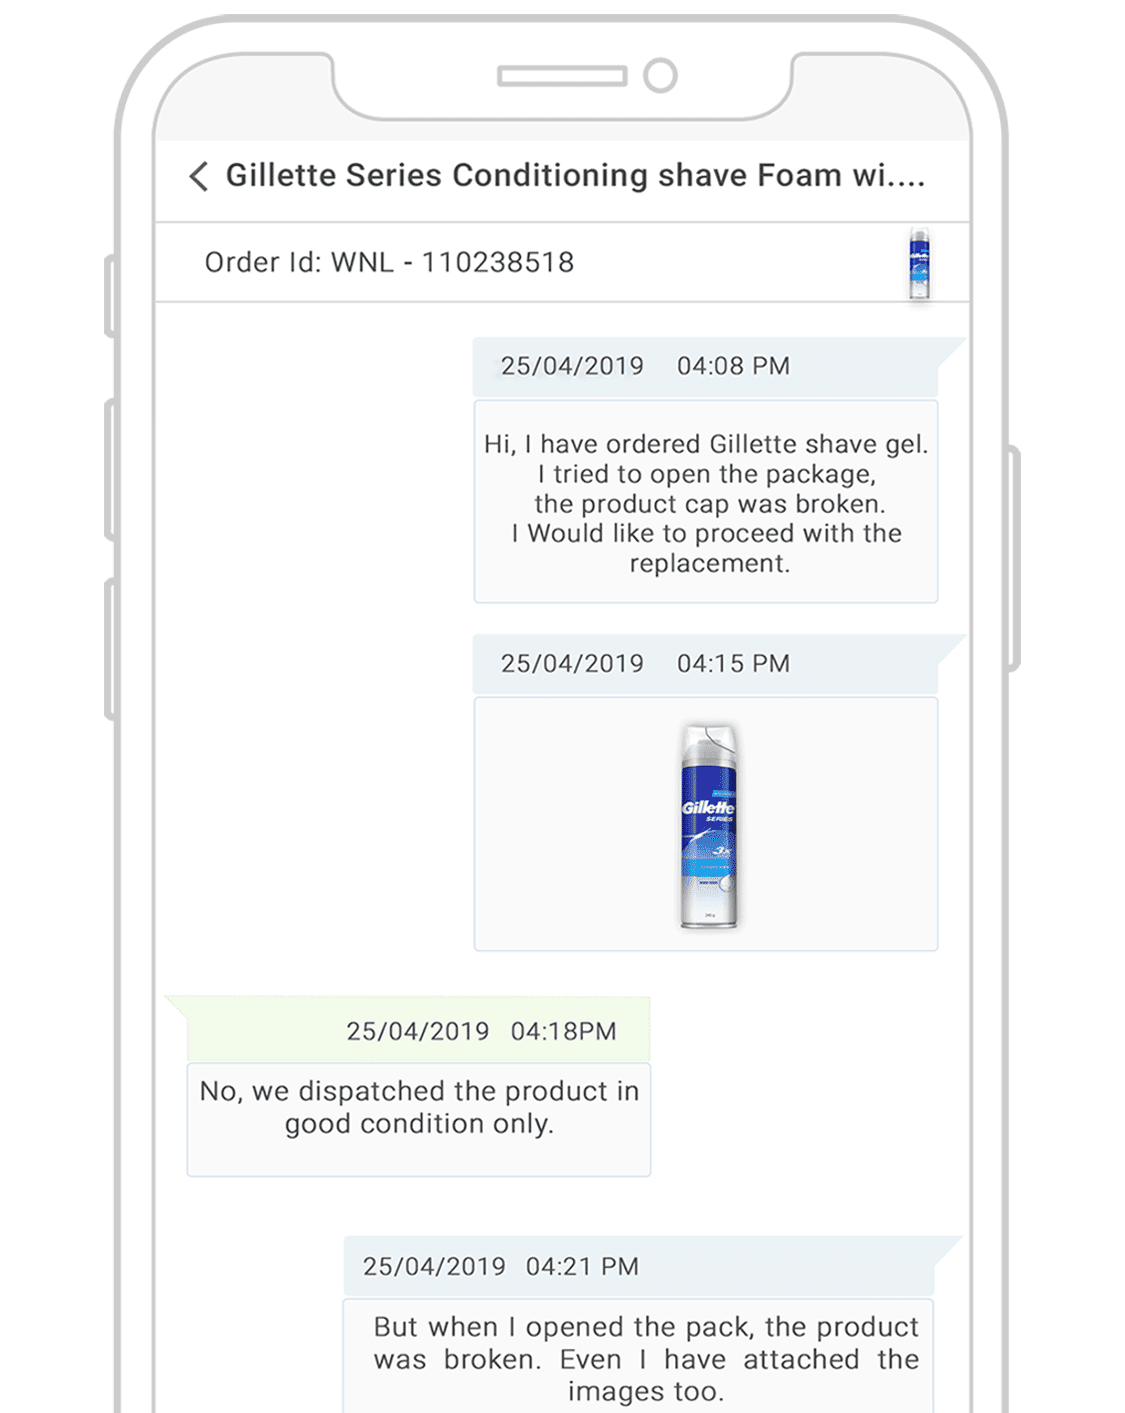 Gillette Series Conditioning shave Foam wi....
Order Id: WNL - 110238518
25/04/2019 04:08 PM
Hi, I have ordered Gillette shave gel.
I tried to open the package,
the product cap was broken.
I Would like to proceed with the
replacement.
25/04/2019 04:15 PM
Gillette
SERIES
3x
25/04/2019 04:18PM
No, we dispatched the product in
good condition only.
25/04/2019 04:21 PM
But when I opened the pack, the product
was broken. Even I have attached the
images too.